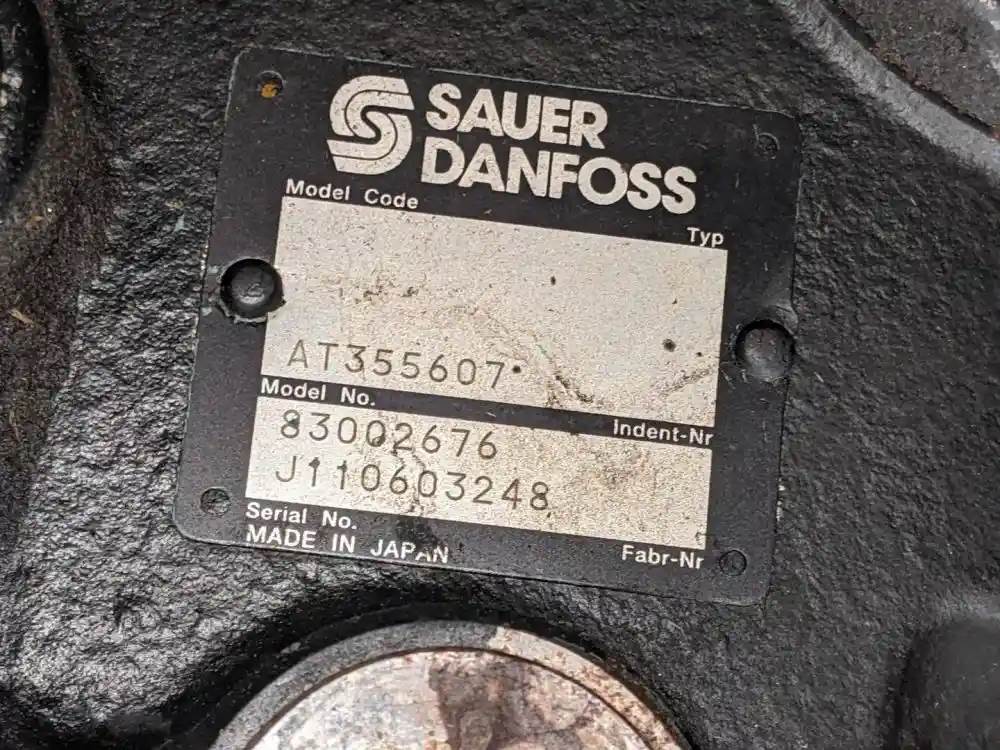 SAUER
DANFOSS
Model Code
Typ
AT355607
Model No.
Indent-Nr
83002676
J110603248
Serial No.
Fabr-Nr
MADE IN JAPAN